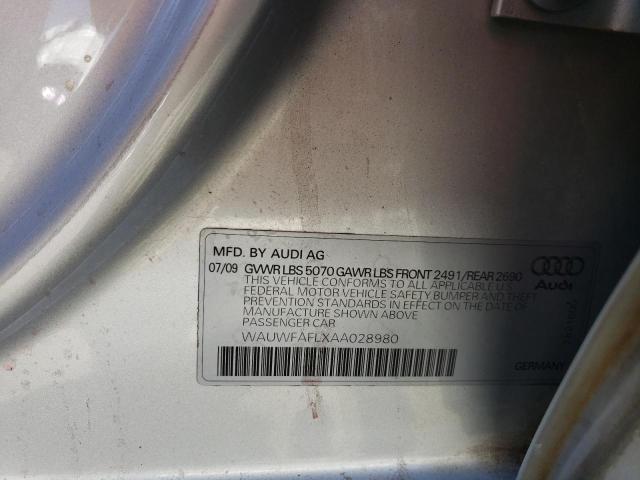 MFD. BY AUDI AG
07/09 GVWR LBS 5070 GAWR LBS FRONT 2491/REAR 2690
THIS VEHICLE CONFORMS TO ALL APPLICABLE U.S.
FEDERAL MOTOR VEHICLE SAFETY BUMPER AND THEFT
PREVENTION STANDARDS IN EFFECT ON THE DATE OF
MANUFACTURE SHOWN ABOVE
PASSENGER CAR
WAUWFAFLXAA028980
Audi
GERMANY